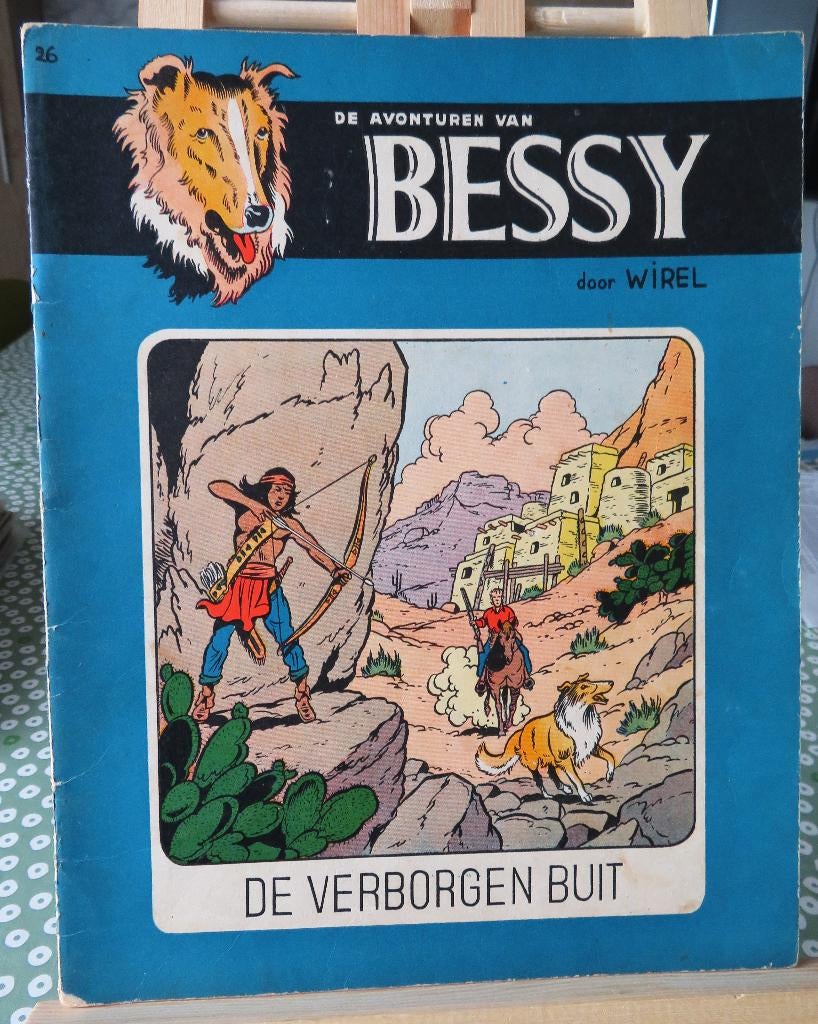 26
DE AVONTUREN VAN
BESSY
door WiREL
DE VERBORGEN BUIT